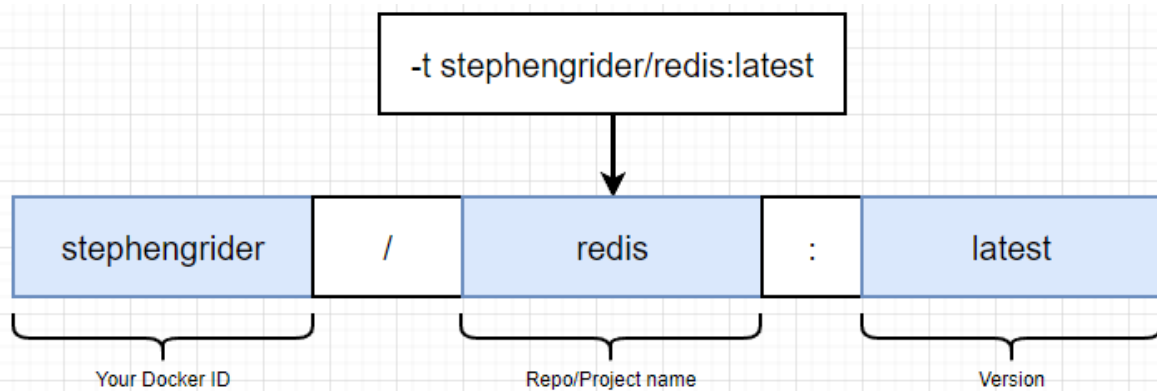 -t stephengrider/redis:latest
stephengrider / redis : latest
Your Docker ID Repo/Project name Version